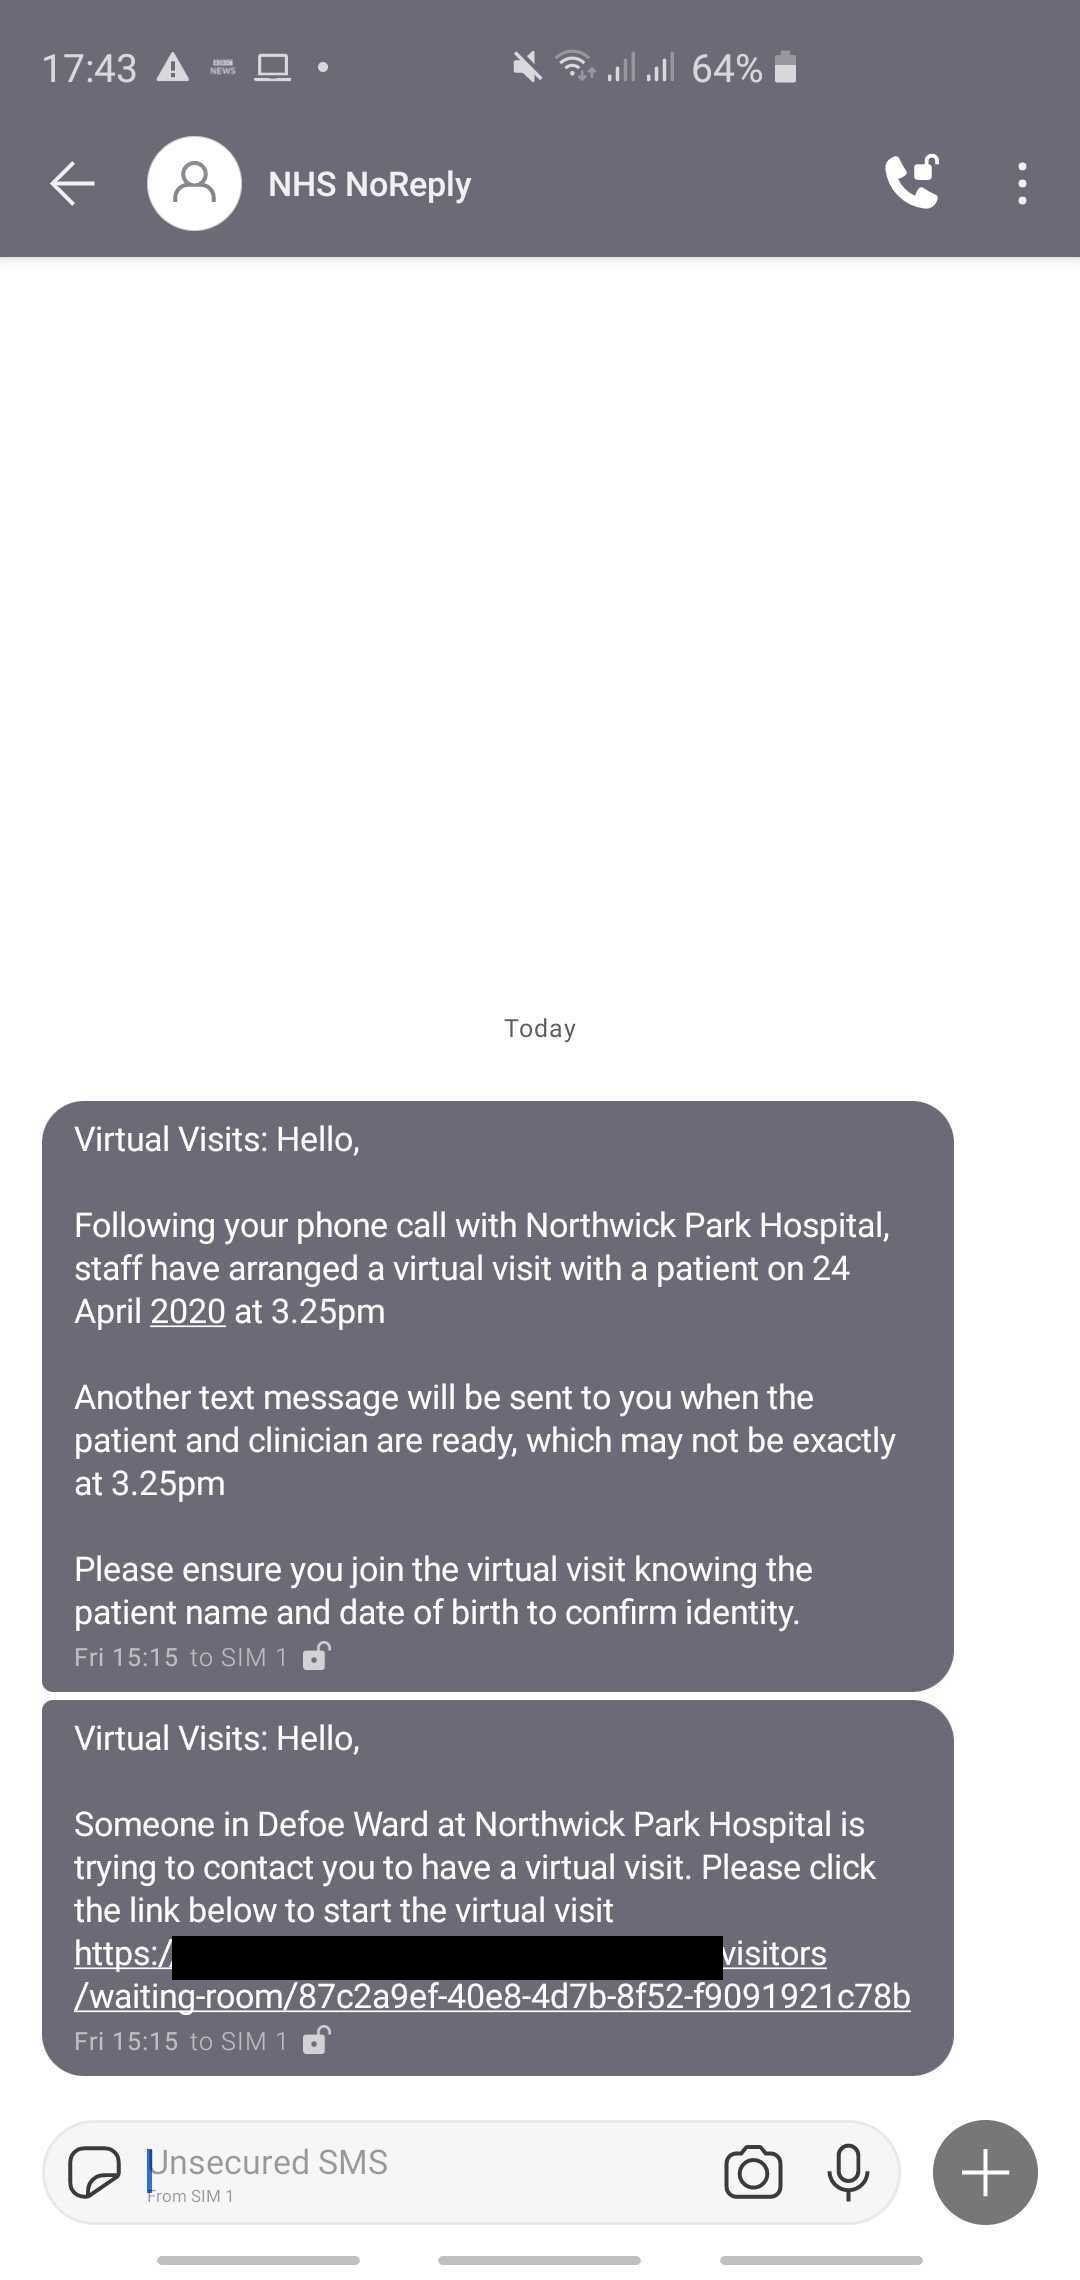 17:43
BBC
NEWS
64%
NHS NoReply
Today
Virtual Visits: Hello,
Following your phone call with Northwick Park Hospital,
staff have arranged a virtual visit with a patient on 24
April 2020 at 3.25pm
Another text message will be sent to you when the
patient and clinician are ready, which may not be exactly
at 3.25pm
Please ensure you join the virtual visit knowing the
patient name and date of birth to confirm identity.
Fri 15:15 to SIM 1
Virtual Visits: Hello,
Someone in Defoe Ward at Northwick Park Hospital is
trying to contact you to have a virtual visit. Please click
the link below to start the virtual visit
https:/ visitors
/waiting-room/87c2a9ef-40e8-4d7b-8f52-f9091921c78b
Fri 15:15 to SIM 1
Unsecured SMS
From SIM 1